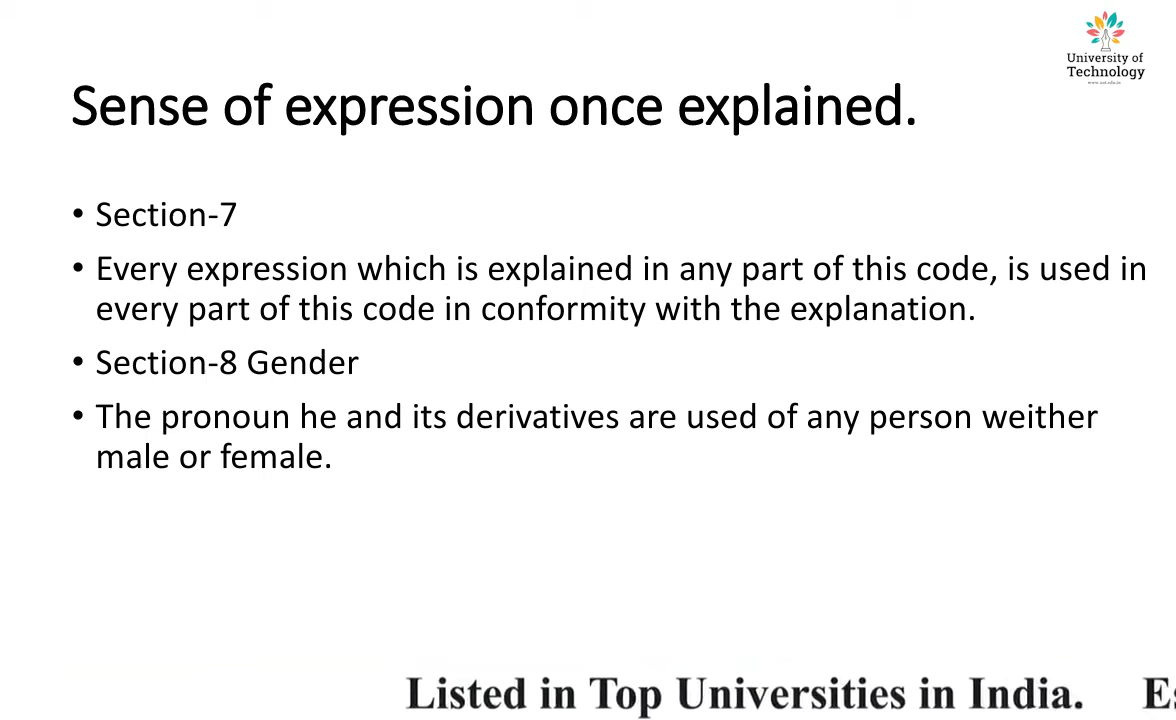 University of
Technology
Sense of expression once explained.
• Section-7
• Every expression which is explained in any part of this code, is used in
every part of this code in conformity with the explanation.
• Section-8 Gender
• The pronoun he and its derivatives are used of any person weither
male or female.
Listed in Top Universities in India.